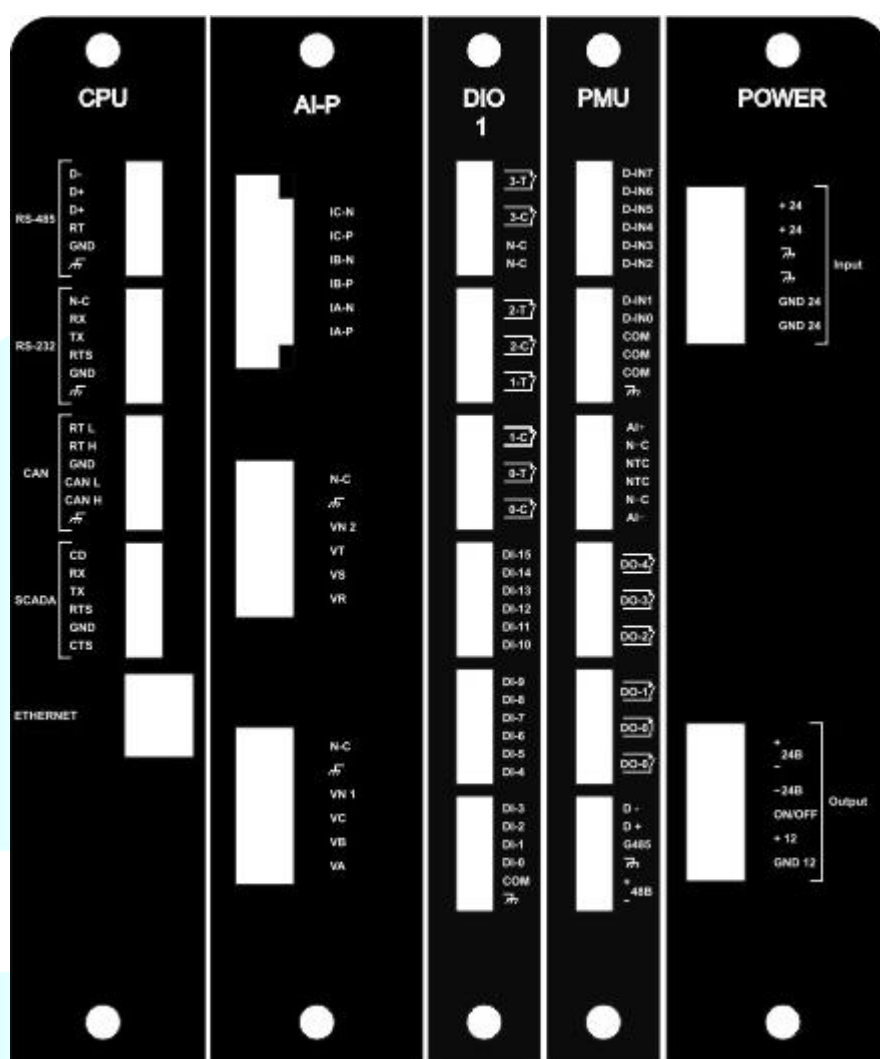 CPU
RS-485
D-
D+
D+
RT
GND
RS-232
N-C
RX
TX
RTS
GND
CAN
RT L
RT H
GND
CAN L
CAN H
SCADA
CD
RX
TX
RTS
GND
CTS
ETHERNET
AI-P
IC-N
IC-P
IB-N
IB-P
IA-N
IA-P
N-C
VN 2
VT
VS
VR
N-C
VN 1
VC
VB
VA
DIO
1
3-T
3-C
N-C
N-C
2-T
2-C
1-T
1-C
0-T
0-C
DI-15
DI-14
DI-13
DI-12
DI-11
DI-10
DI-9
DI-8
DI-7
DI-6
DI-5
DI-4
DI-3
DI-2
DI-1
DI-0
COM
PMU
D-IN7
D-IN6
D-IN5
D-IN4
D-IN3
D-IN2
D-IN1
D-IN0
COM
COM
COM
AI+
N-C
NTC
NTC
N-C
AI-
DO-4
DO-3
DO-2
DO-1
DO-0
DO-0
D -
D +
G485
+
48B
-
POWER
+ 24
+ 24
GND 24
GND 24
Input
+
24B
-
-24B
ON/OFF
+ 12
GND 12
Output